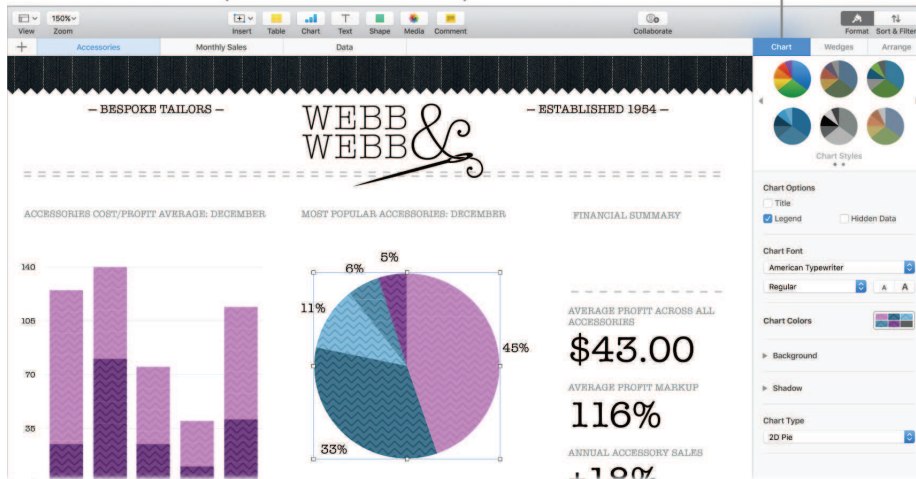 150%
View Zoom Insert Table Chart Text Shape Media Comment Collaborate Format Sort & Filter
Accessories Monthly Sales Data Chart Wedges Arrange
– BESPOKE TAILORS –
WEBB &
WEBB
– ESTABLISHED 1954 –
Chart Styles
ACCESSORIES COST/PROFIT AVERAGE: DECEMBER
140
105
70
35
MOST POPULAR ACCESSORIES: DECEMBER
5%
6%
11%
45%
33%
FINANCIAL SUMMARY
AVERAGE PROFIT ACROSS ALL
ACCESSORIES
$43.00
AVERAGE PROFIT MARKUP
116%
ANNUAL ACCESSORY SALES
Chart Options
Title
Legend Hidden Data
Chart Font
American Typewriter
Regular A A
Chart Colors
Background
Shadow
Chart Type
2D Pie